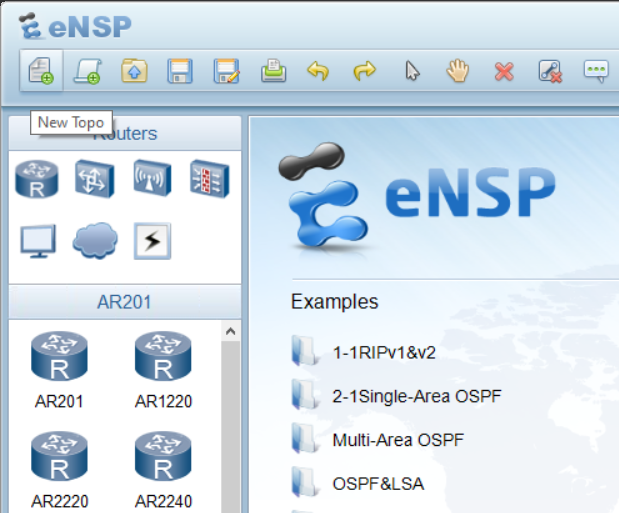 eNSP
New Topo
Routers
R
AR201
R
R
AR201
AR1220
R
R
AR2220
AR2240
eNSP
Examples
1-1RIPv1&v2
2-1Single-Area OSPF
Multi-Area OSPF
OSPF&LSA